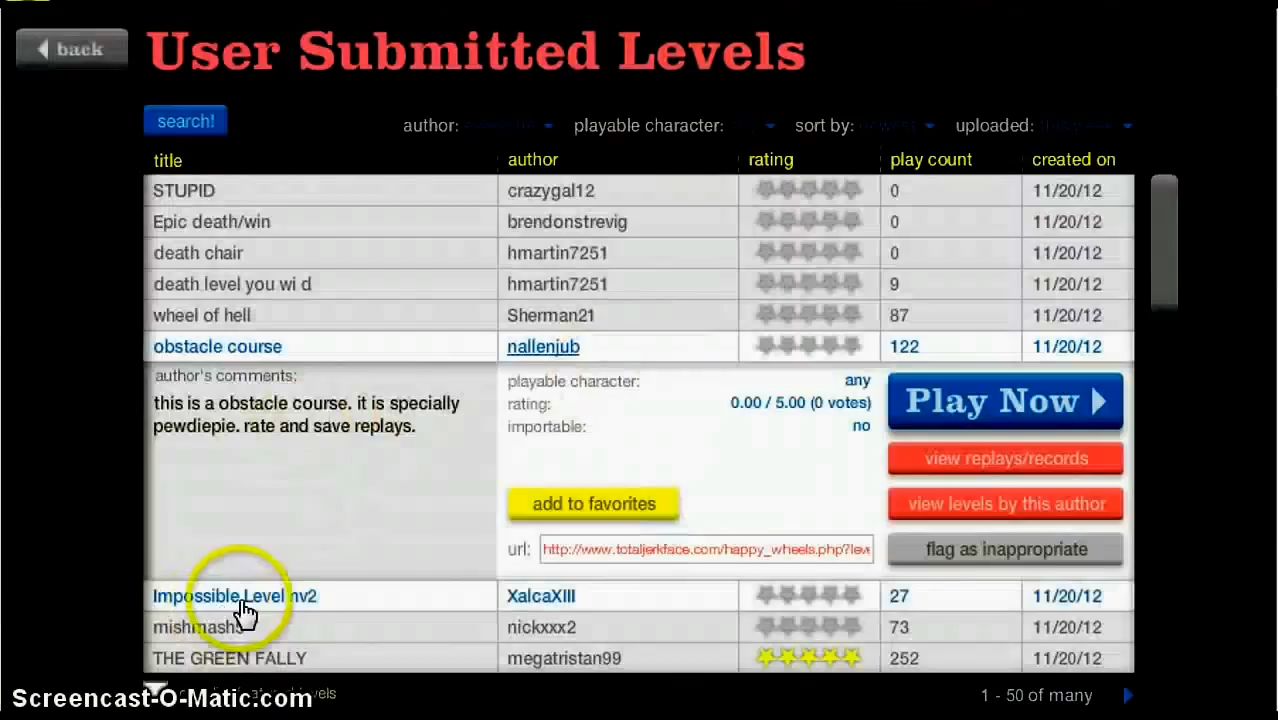 back
User Submitted Levels
search!
author: playable character: sort by: uploaded:
title author rating play count created on
STUPID crazygal12 0 11/20/12
Epic death/win brendonstrevig 0 11/20/12
death chair hmartin7251 0 11/20/12
death level you wi d hmartin7251 9 11/20/12
wheel of hell Sherman21 87 11/20/12
obstacle course nallenjub 122 11/20/12
author's comments:
this is a obstacle course. it is specially
pewdiepie. rate and save replays.
playable character: any
rating: 0.00 / 5.00 (0 votes)
importable: no
add to favorites
url: http://www.totaljerkface.com/happy_wheels.php?leve
Play Now
view replays/records
view levels by this author
flag as inappropriate
Impossible Level nv2 XalcaXIII 27 11/20/12
mishmash nickxxx2 73 11/20/12
THE GREEN FALLY megatristan99 252 11/20/12
levels
1 - 50 of many
Screencast-O-Matic.com